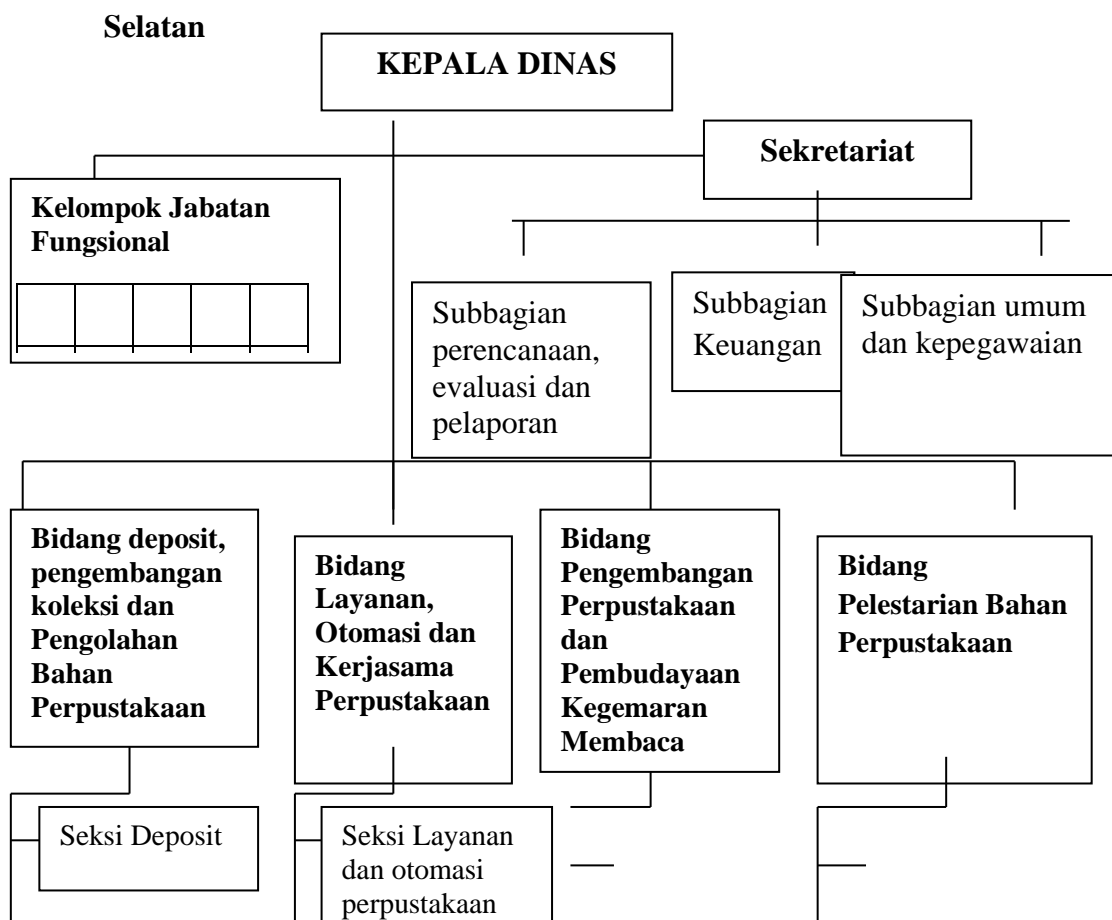 Selatan
KEPALA DINAS
Sekretariat
Kelompok Jabatan
Fungsional
Subbagian
perencanaan,
evaluasi dan
pelaporan
Subbagian
Keuangan
Subbagian umum
dan kepegawaian
Bidang deposit,
pengembangan
koleksi dan
Pengolahan
Bahan
Perpustakaan
Bidang
Layanan,
Otomasi dan
Kerjasama
Perpustakaan
Bidang
Pengembangan
Perpustakaan
dan
Pembudayaan
Kegemaran
Membaca
Bidang
Pelestarian Bahan
Perpustakaan
Seksi Deposit
Seksi Layanan
dan otomasi
perpustakaan